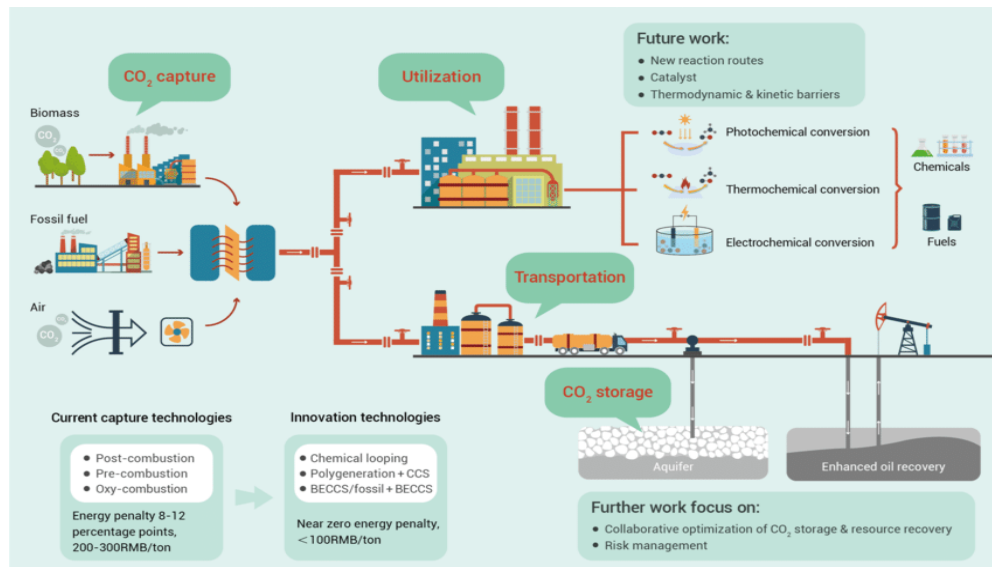 CO₂ capture
Biomass
CO₂
Fossil fuel
Air
CO₂
Utilization
Future work:
● New reaction routes
● Catalyst
● Thermodynamic & kinetic barriers
Photochemical conversion
Thermochemical conversion
Electrochemical conversion
Chemicals
Fuels
Transportation
CO₂ storage
Aquifer
Enhanced oil recovery
Current capture technologies
● Post-combustion
● Pre-combustion
● Oxy-combustion
Energy penalty 8-12
percentage points,
200-300RMB/ton
Innovation technologies
● Chemical looping
● Polygeneration + CCS
● BECCS/fossil + BECCS
Near zero energy penalty,
<100RMB/ton
Further work focus on:
● Collaborative optimization of CO₂ storage & resource recovery
● Risk management